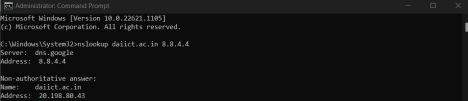 Administrator: Command Prompt
Microsoft Windows [Version 10.0.22621.1105]
(c) Microsoft Corporation. All rights reserved.
C:\Windows\System32>nslookup daiict.ac.in 8.8.4.4
Server:  dns.google
Address:  8.8.4.4
Non-authoritative answer:
Name:    daiict.ac.in
Address:  20.198.80.43